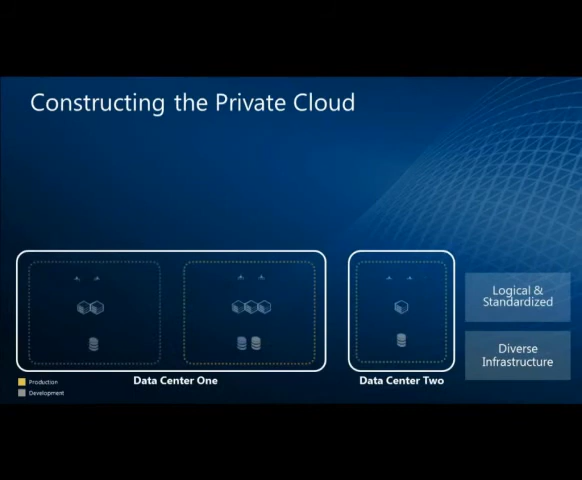 Constructing the Private Cloud
Logical &
Standardized
Diverse
Infrastructure
Data Center One
Data Center Two
Production
Development